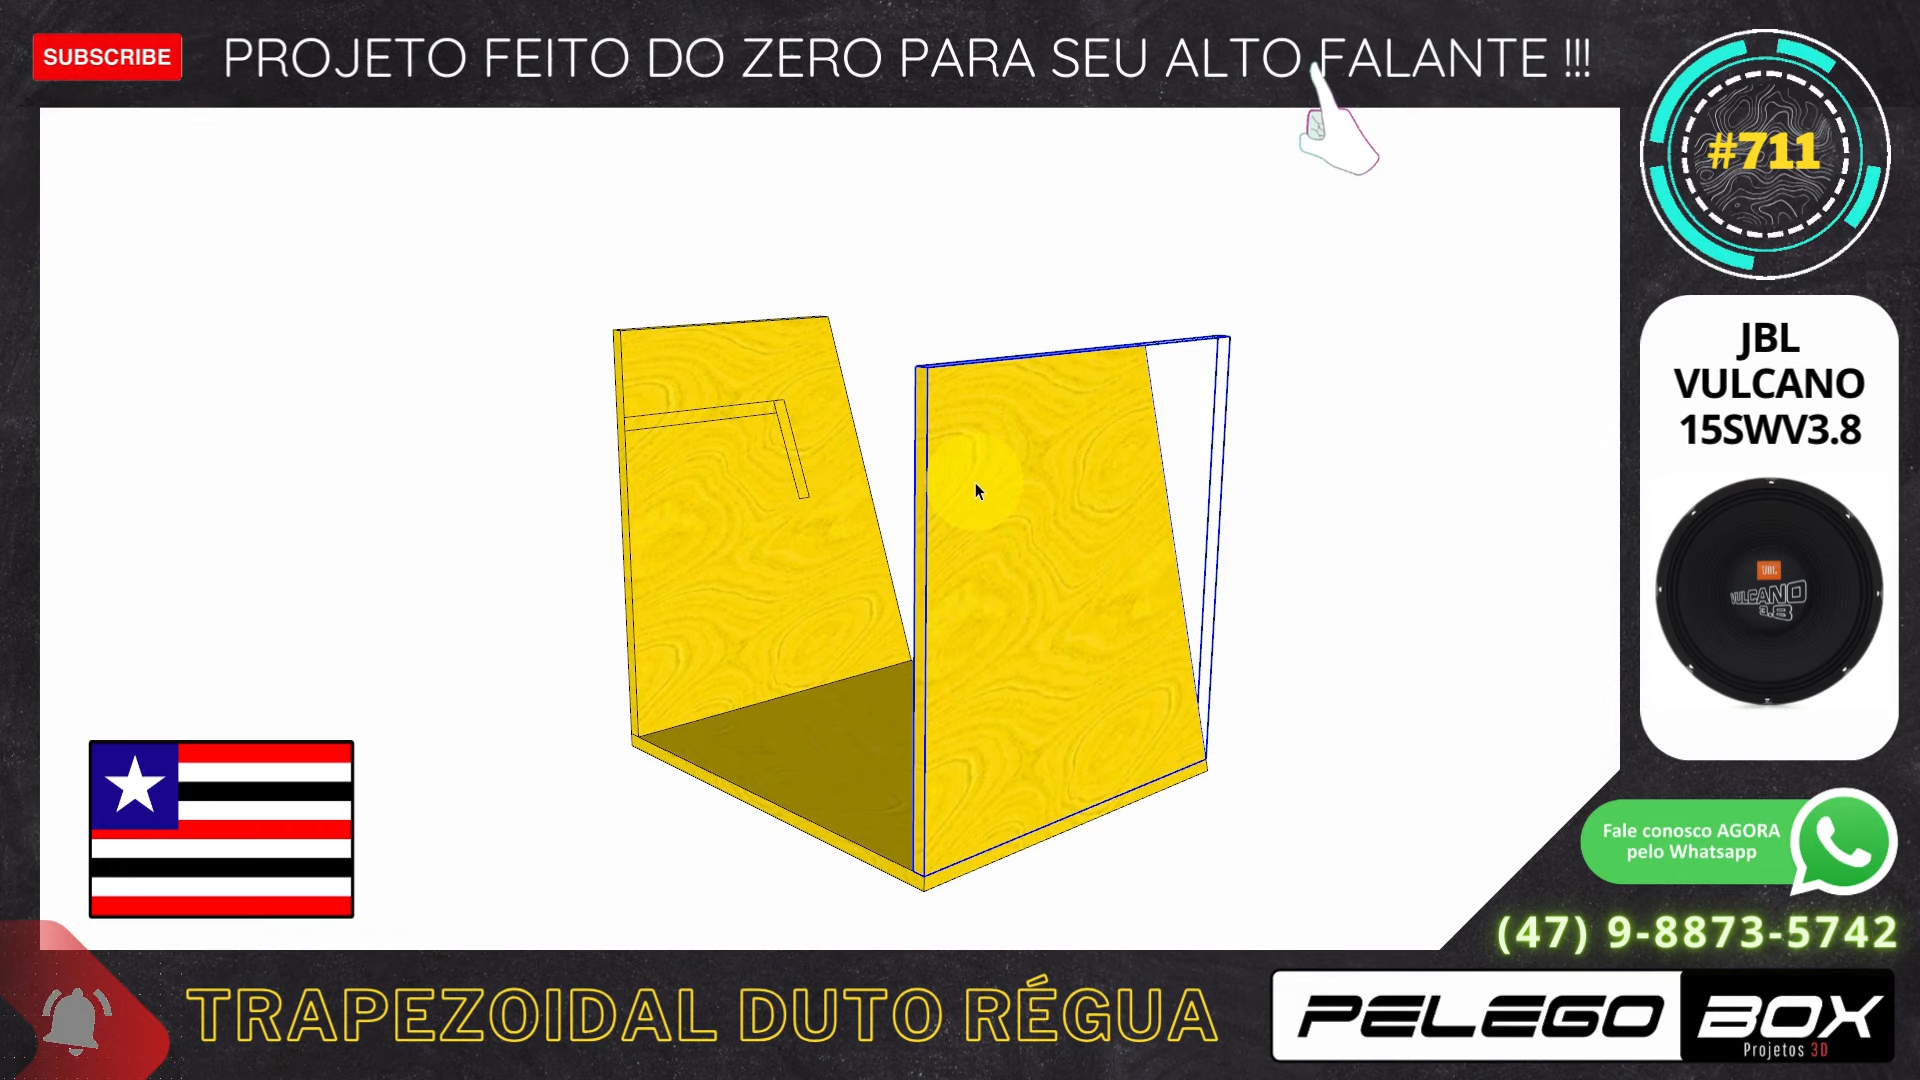 SUBSCRIBE
PROJETO FEITO DO ZERO PARA SEU ALTO FALANTE !!!
#711
JBL
VULCANO
15SWV3.8
JBL
VULCANO
3.8
Fale conosco AGORA
pelo Whatsapp
(47) 9-8873-5742
TRAPEZOIDAL DUTO RÉGUA
PELEGO BOX
Projetos 3D